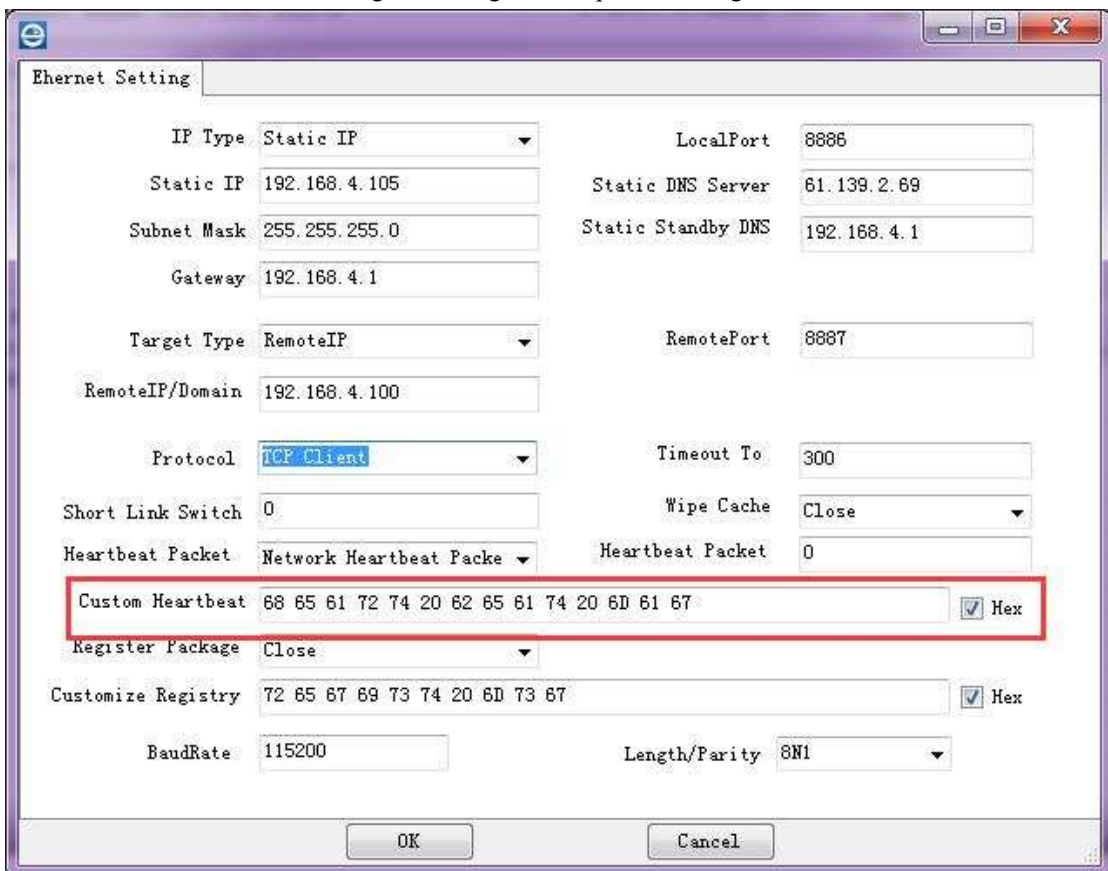 Ehernet Setting
IP Type Static IP LocalPort 8886
Static IP 192.168.4.105 Static DNS Server 61.139.2.69
Subnet Mask 255.255.255.0 Static Standby DNS 192.168.4.1
Gateway 192.168.4.1
Target Type RemoteIP RemotePort 8887
RemoteIP/Domain 192.168.4.100
Protocol TCP Client Timeout To 300
Short Link Switch 0 Wipe Cache Close
Heartbeat Packet Network Heartbeat Packe Heartbeat Packet 0
Custom Heartbeat 68 65 61 72 74 20 62 65 61 74 20 6D 61 67 Hex
Register Package Close
Customize Registry 72 65 67 69 73 74 20 6D 73 67 Hex
BaudRate 115200 Length/Parity 8N1
OK Cancel